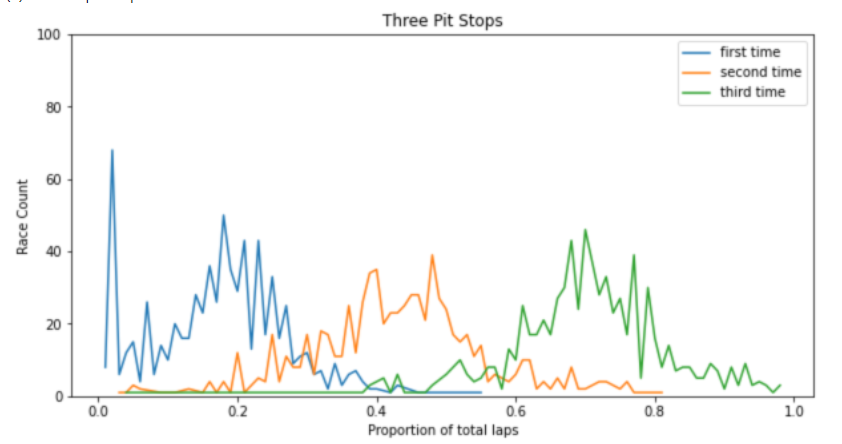 Three Pit Stops
100
80
60
40
20
0
Race Count
first time
second time
third time
0.0 0.2 0.4 0.6 0.8 1.0
Proportion of total laps